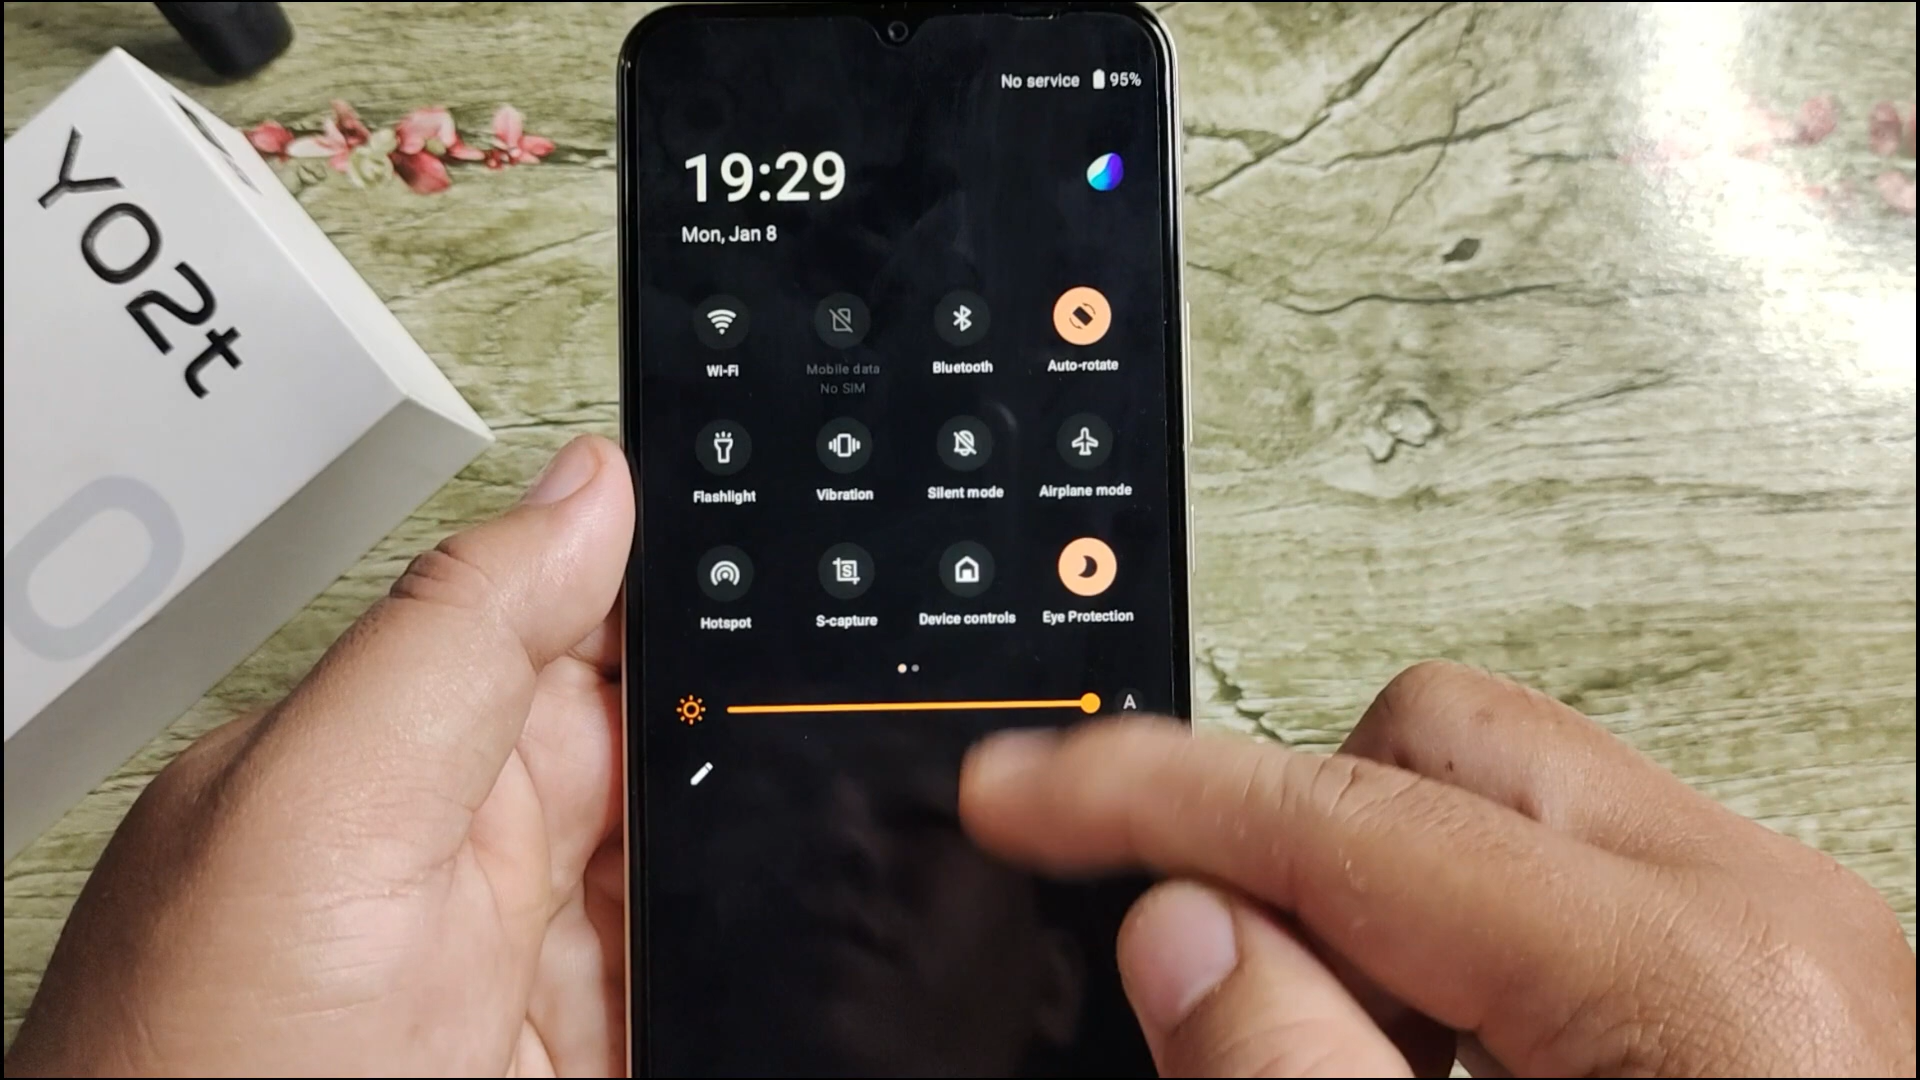 Y02t
No service 95%
19:29
Mon, Jan 8
Wi-Fi
Mobile data
No SIM
Bluetooth
Auto-rotate
Flashlight
Vibration
Silent mode
Airplane mode
Hotspot
S-capture
Device controls
Eye Protection
A